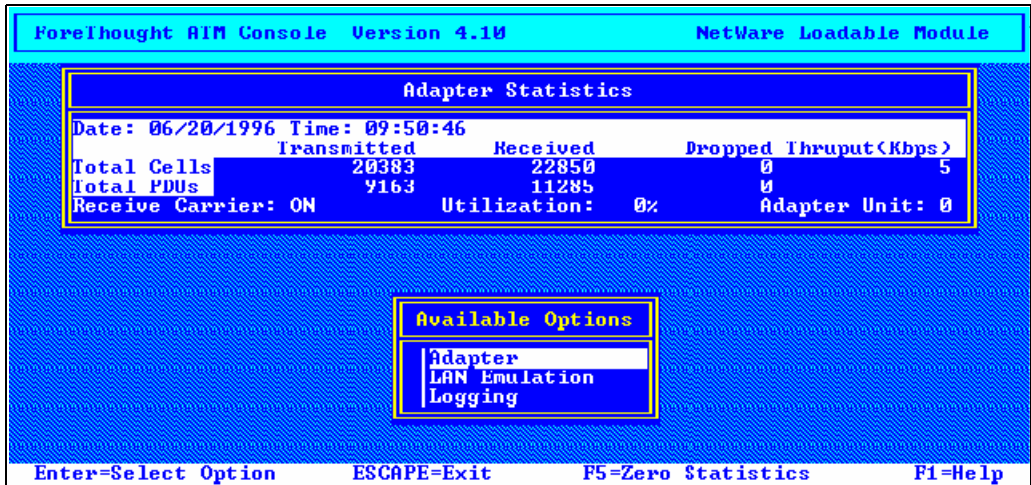 ForeThought ATM Console Version 4.10 NetWare Loadable Module
Adapter Statistics
Date: 06/20/1996 Time: 09:50:46
Transmitted Received Dropped Thruput(Kbps)
Total Cells 20383 22850 0 5
Total PDUs 9163 11285 0
Receive Carrier: ON Utilization: 0% Adapter Unit: 0
Available Options
Adapter
LAN Emulation
Logging
Enter=Select Option ESCAPE=Exit F5=Zero Statistics F1=Help